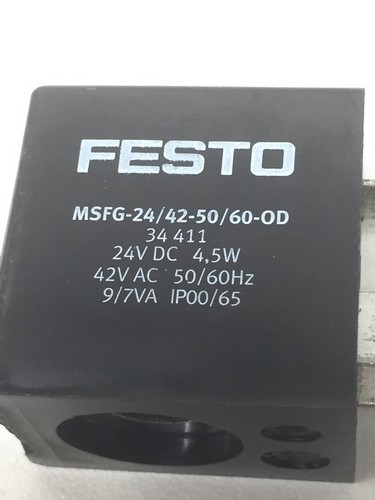 FESTO
MSFG-24/42-50/60-OD
34 411
24V DC 4,5W
42V AC 50/60Hz
9/7VA IP00/65